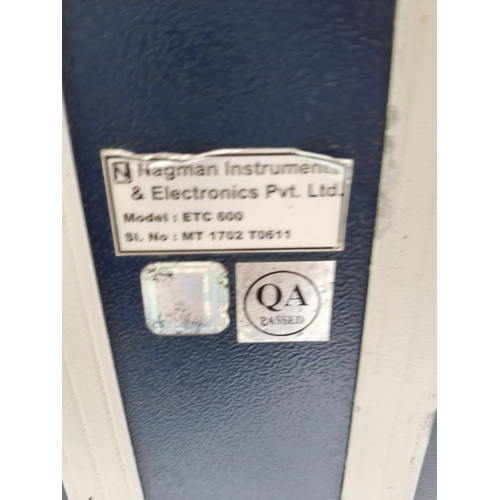 N Nagman Instruments
& Electronics Pvt. Ltd.
Model : ETC 600
Sl. No : MT 1702 T0611
QA
PASSED